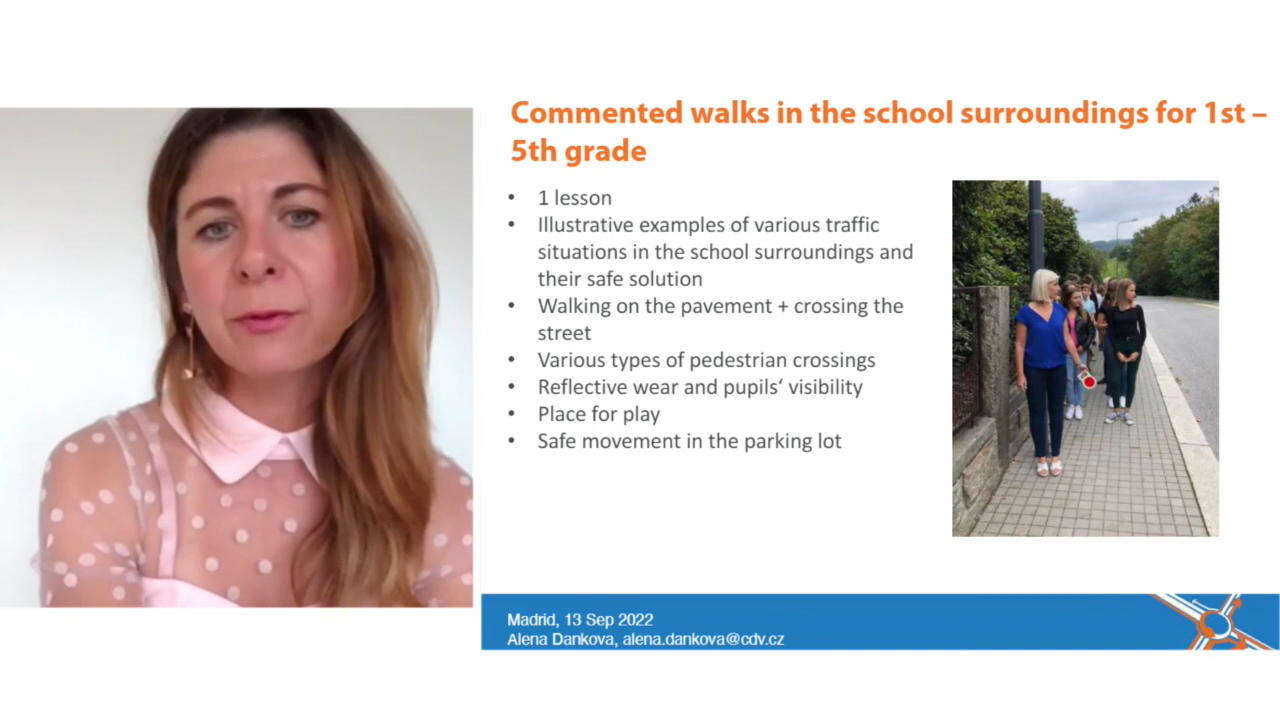 Commented walks in the school surroundings for 1st –
5th grade
• 1 lesson
• Illustrative examples of various traffic
situations in the school surroundings and
their safe solution
• Walking on the pavement + crossing the
street
• Various types of pedestrian crossings
• Reflective wear and pupils‘ visibility
• Place for play
• Safe movement in the parking lot
Madrid, 13 Sep 2022
Alena Dankova, alena.dankova@cdv.cz